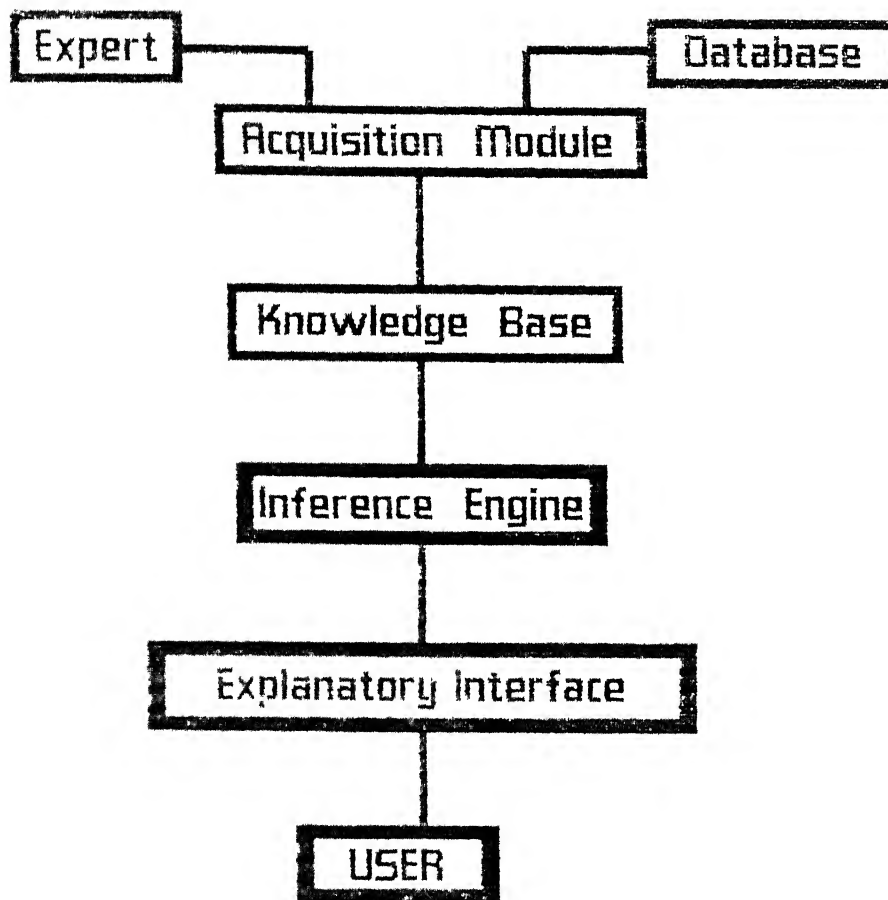 Expert
Database
Acquisition Module
Knowledge Base
Inference Engine
Explanatory Interface
USER